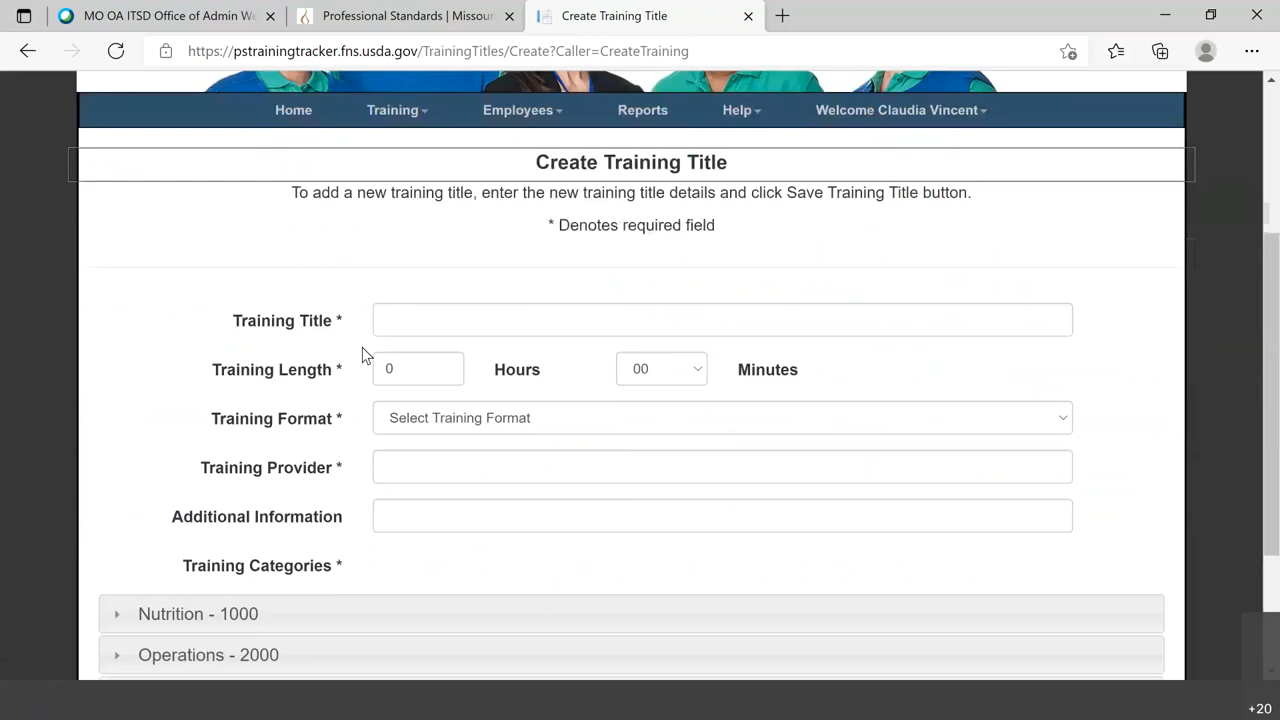 MO OA ITSD Office of Admin We
Professional Standards | Missour
Create Training Title
https://pstrainingtracker.fns.usda.gov/TrainingTitles/Create?Caller=CreateTraining
Home Training Employees Reports Help Welcome Claudia Vincent
Create Training Title
To add a new training title, enter the new training title details and click Save Training Title button.
* Denotes required field
Training Title *
Training Length * 0 Hours 00 Minutes
Training Format * Select Training Format
Training Provider *
Additional Information
Training Categories *
Nutrition - 1000
Operations - 2000
+20